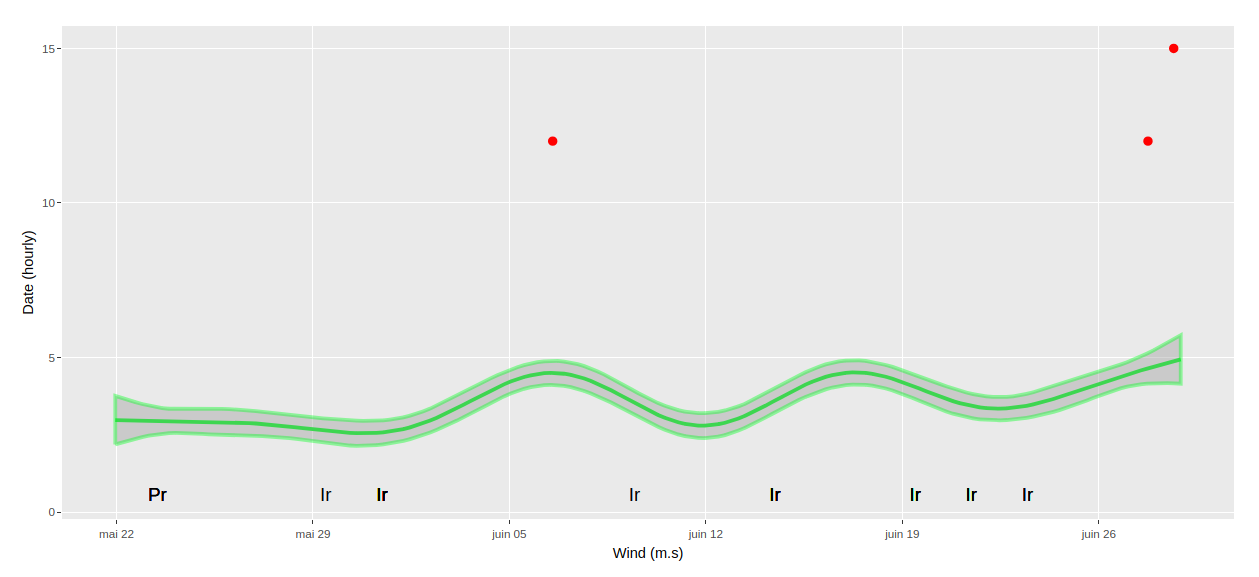 15
10
Date (hourly)
5
Pr Ir Ir Ir Ir Ir Ir Ir
0
mai 22 mai 29 juin 05 juin 12 juin 19 juin 26
Wind (m.s)